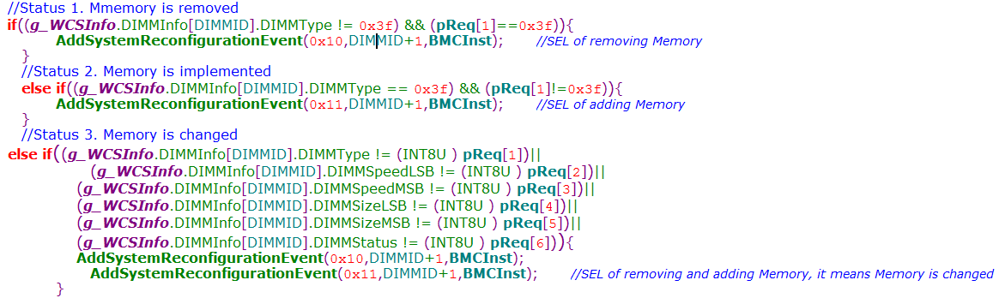 //Status 1. Mmemory is removed
if((g_WCSInfo.DIMMInfo[DIMMID].DIMMType != 0x3f) && (pReq[1]==0x3f)){
AddSystemReconfigurationEvent(0x10,DIMMID+1,BMCInst); //SEL of removing Memory
}
//Status 2. Memory is implemented
else if((g_WCSInfo.DIMMInfo[DIMMID].DIMMType == 0x3f) && (pReq[1]!=0x3f)){
AddSystemReconfigurationEvent(0x11,DIMMID+1,BMCInst); //SEL of adding Memory
}
//Status 3. Memory is changed
else if((g_WCSInfo.DIMMInfo[DIMMID].DIMMType != (INT8U ) pReq[1])||
(g_WCSInfo.DIMMInfo[DIMMID].DIMMSpeedLSB != (INT8U ) pReq[2])||
(g_WCSInfo.DIMMInfo[DIMMID].DIMMSpeedMSB != (INT8U ) pReq[3])||
(g_WCSInfo.DIMMInfo[DIMMID].DIMMSizeLSB != (INT8U ) pReq[4])||
(g_WCSInfo.DIMMInfo[DIMMID].DIMMSizeMSB != (INT8U ) pReq[5])||
(g_WCSInfo.DIMMInfo[DIMMID].DIMMStatus != (INT8U ) pReq[6])){
AddSystemReconfigurationEvent(0x10,DIMMID+1,BMCInst);
AddSystemReconfigurationEvent(0x11,DIMMID+1,BMCInst); //SEL of removing and adding Memory, it means Memory is changed
}